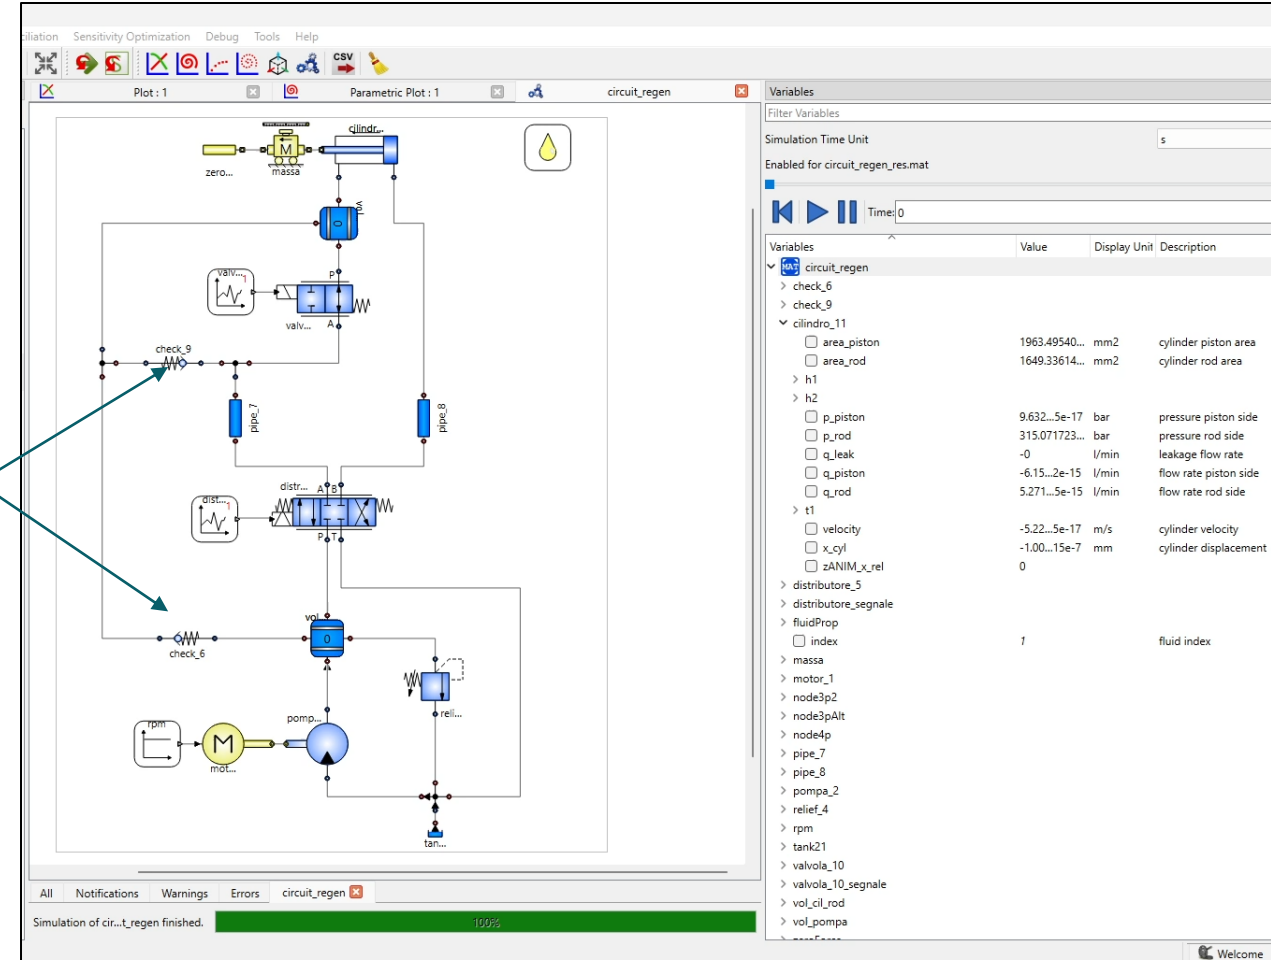 ciliation Sensitivity Optimization Debug Tools Help
CSV
Plot : 1 Parametric Plot : 1 circuit_regen
cilindr...
M
zero... massa
vol
0
valv... 1
P
valv... A
check_9
pipe_7 pipe_8
distr... A B
dist... 1
P T
vol...
0
check_6
reli...
rpm
pomp...
M
mot...
tan...
All Notifications Warnings Errors circuit_regen
Simulation of cir...t_regen finished. 100%
Variables
Filter Variables
Simulation Time Unit s
Enabled for circuit_regen_res.mat
Time: 0
Variables Value Display Unit Description
MAT circuit_regen
check_6
check_9
cilindro_11
area_piston 1963.49540... mm2 cylinder piston area
area_rod 1649.33614... mm2 cylinder rod area
h1
h2
p_piston 9.632...5e-17 bar pressure piston side
p_rod 315.071723... bar pressure rod side
q_leak -0 l/min leakage flow rate
q_piston -6.15...2e-15 l/min flow rate piston side
q_rod 5.271...5e-15 l/min flow rate rod side
t1
velocity -5.22...5e-17 m/s cylinder velocity
x_cyl -1.00...15e-7 mm cylinder displacement
zANIM_x_rel 0
distributore_5
distributore_segnale
fluidProp
index 1 fluid index
massa
motor_1
node3p2
node3pAlt
node4p
pipe_7
pipe_8
pompa_2
relief_4
rpm
tank21
valvola_10
valvola_10_segnale
vol_cil_rod
vol_pompa
Welcome